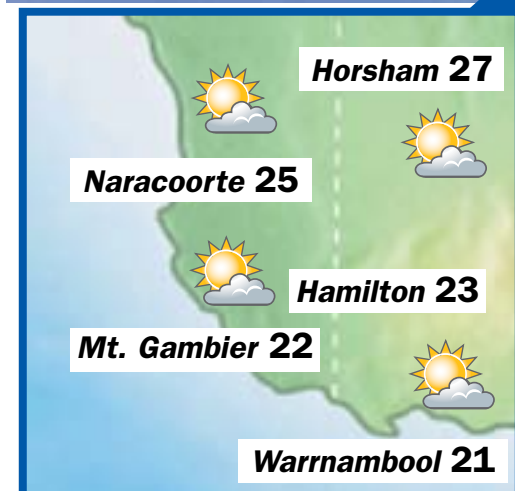 Horsham 27
Naracoorte 25
Hamilton 23
Mt. Gambier 22
Warrnambool 21